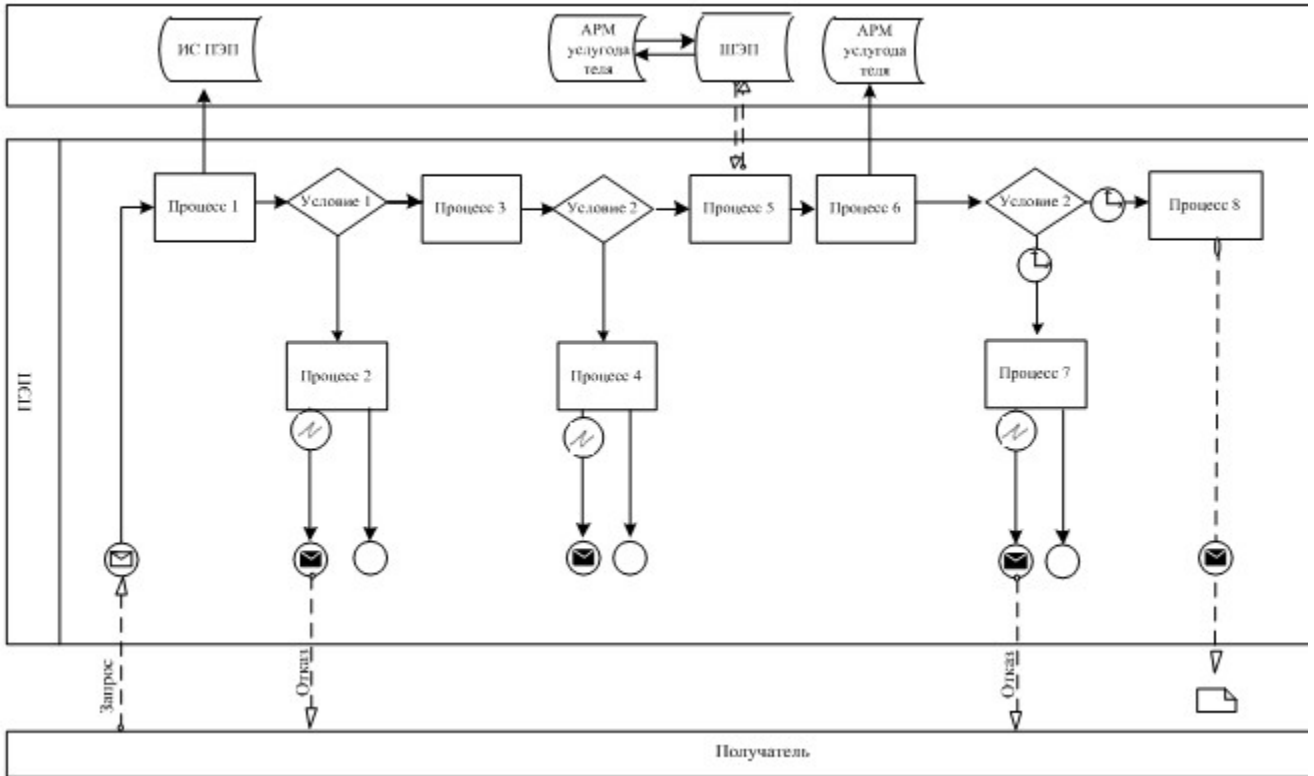 ИС ПЭП
АРМ
услугода
теля
ШЭП
АРМ
услугода
теля
ПЭП
Процесс 1
Условие 1
Процесс 3
Условие 2
Процесс 5
Процесс 6
Условие 2
Процесс 8
Процесс 2
Процесс 4
Процесс 7
Запрос
Отказ
Отказ
Получатель